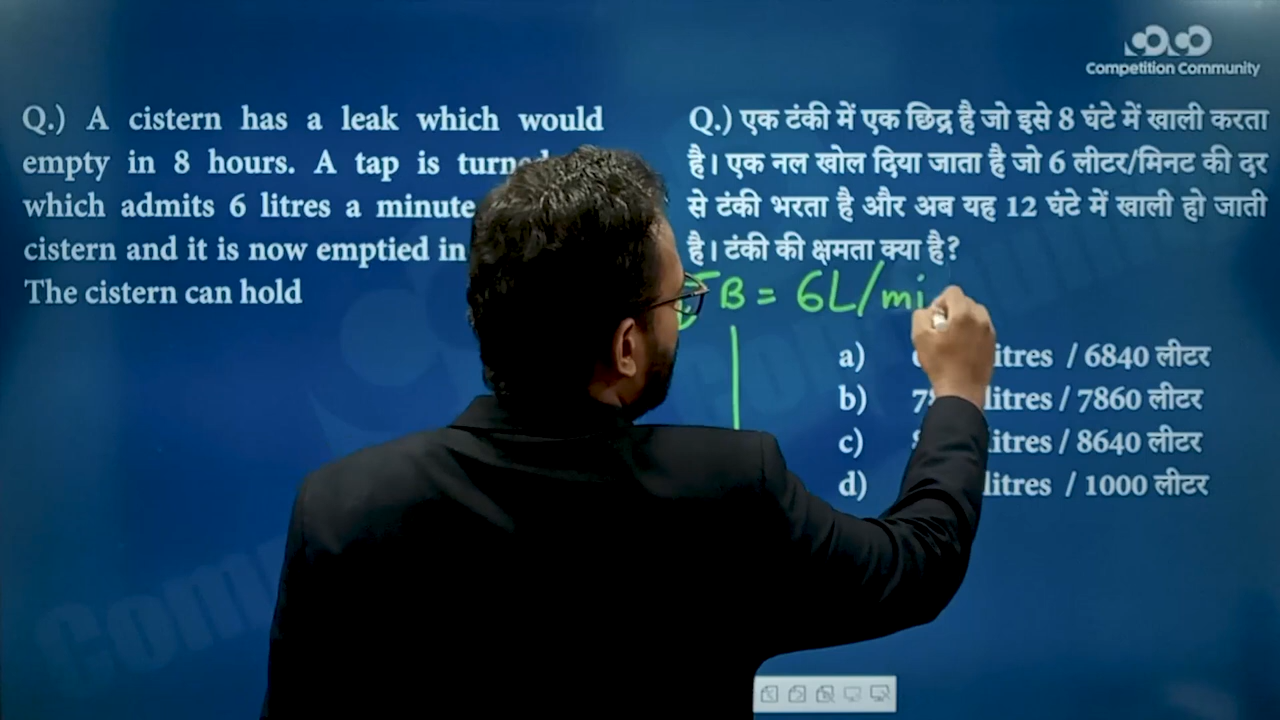 Competition Community
Q.) A cistern has a leak which would
empty in 8 hours. A tap is
which admits 6 litres a minute
cistern and it is now emptied in
The cistern can hold
Q.) एक टंकी में एक छिद्र है जो इसे 8 घंटे में खाली करता
है। एक नल खोल दिया जाता है जो 6 लीटर/मिनट की दर
से टंकी भरता है और अब यह 12 घंटे में खाली हो जाती
है। टंकी की क्षमता क्या है?
B = 6L/mi
a) litres / 6840 लीटर
b) litres / 7860 लीटर
c) litres / 8640 लीटर
d) litres / 1000 लीटर